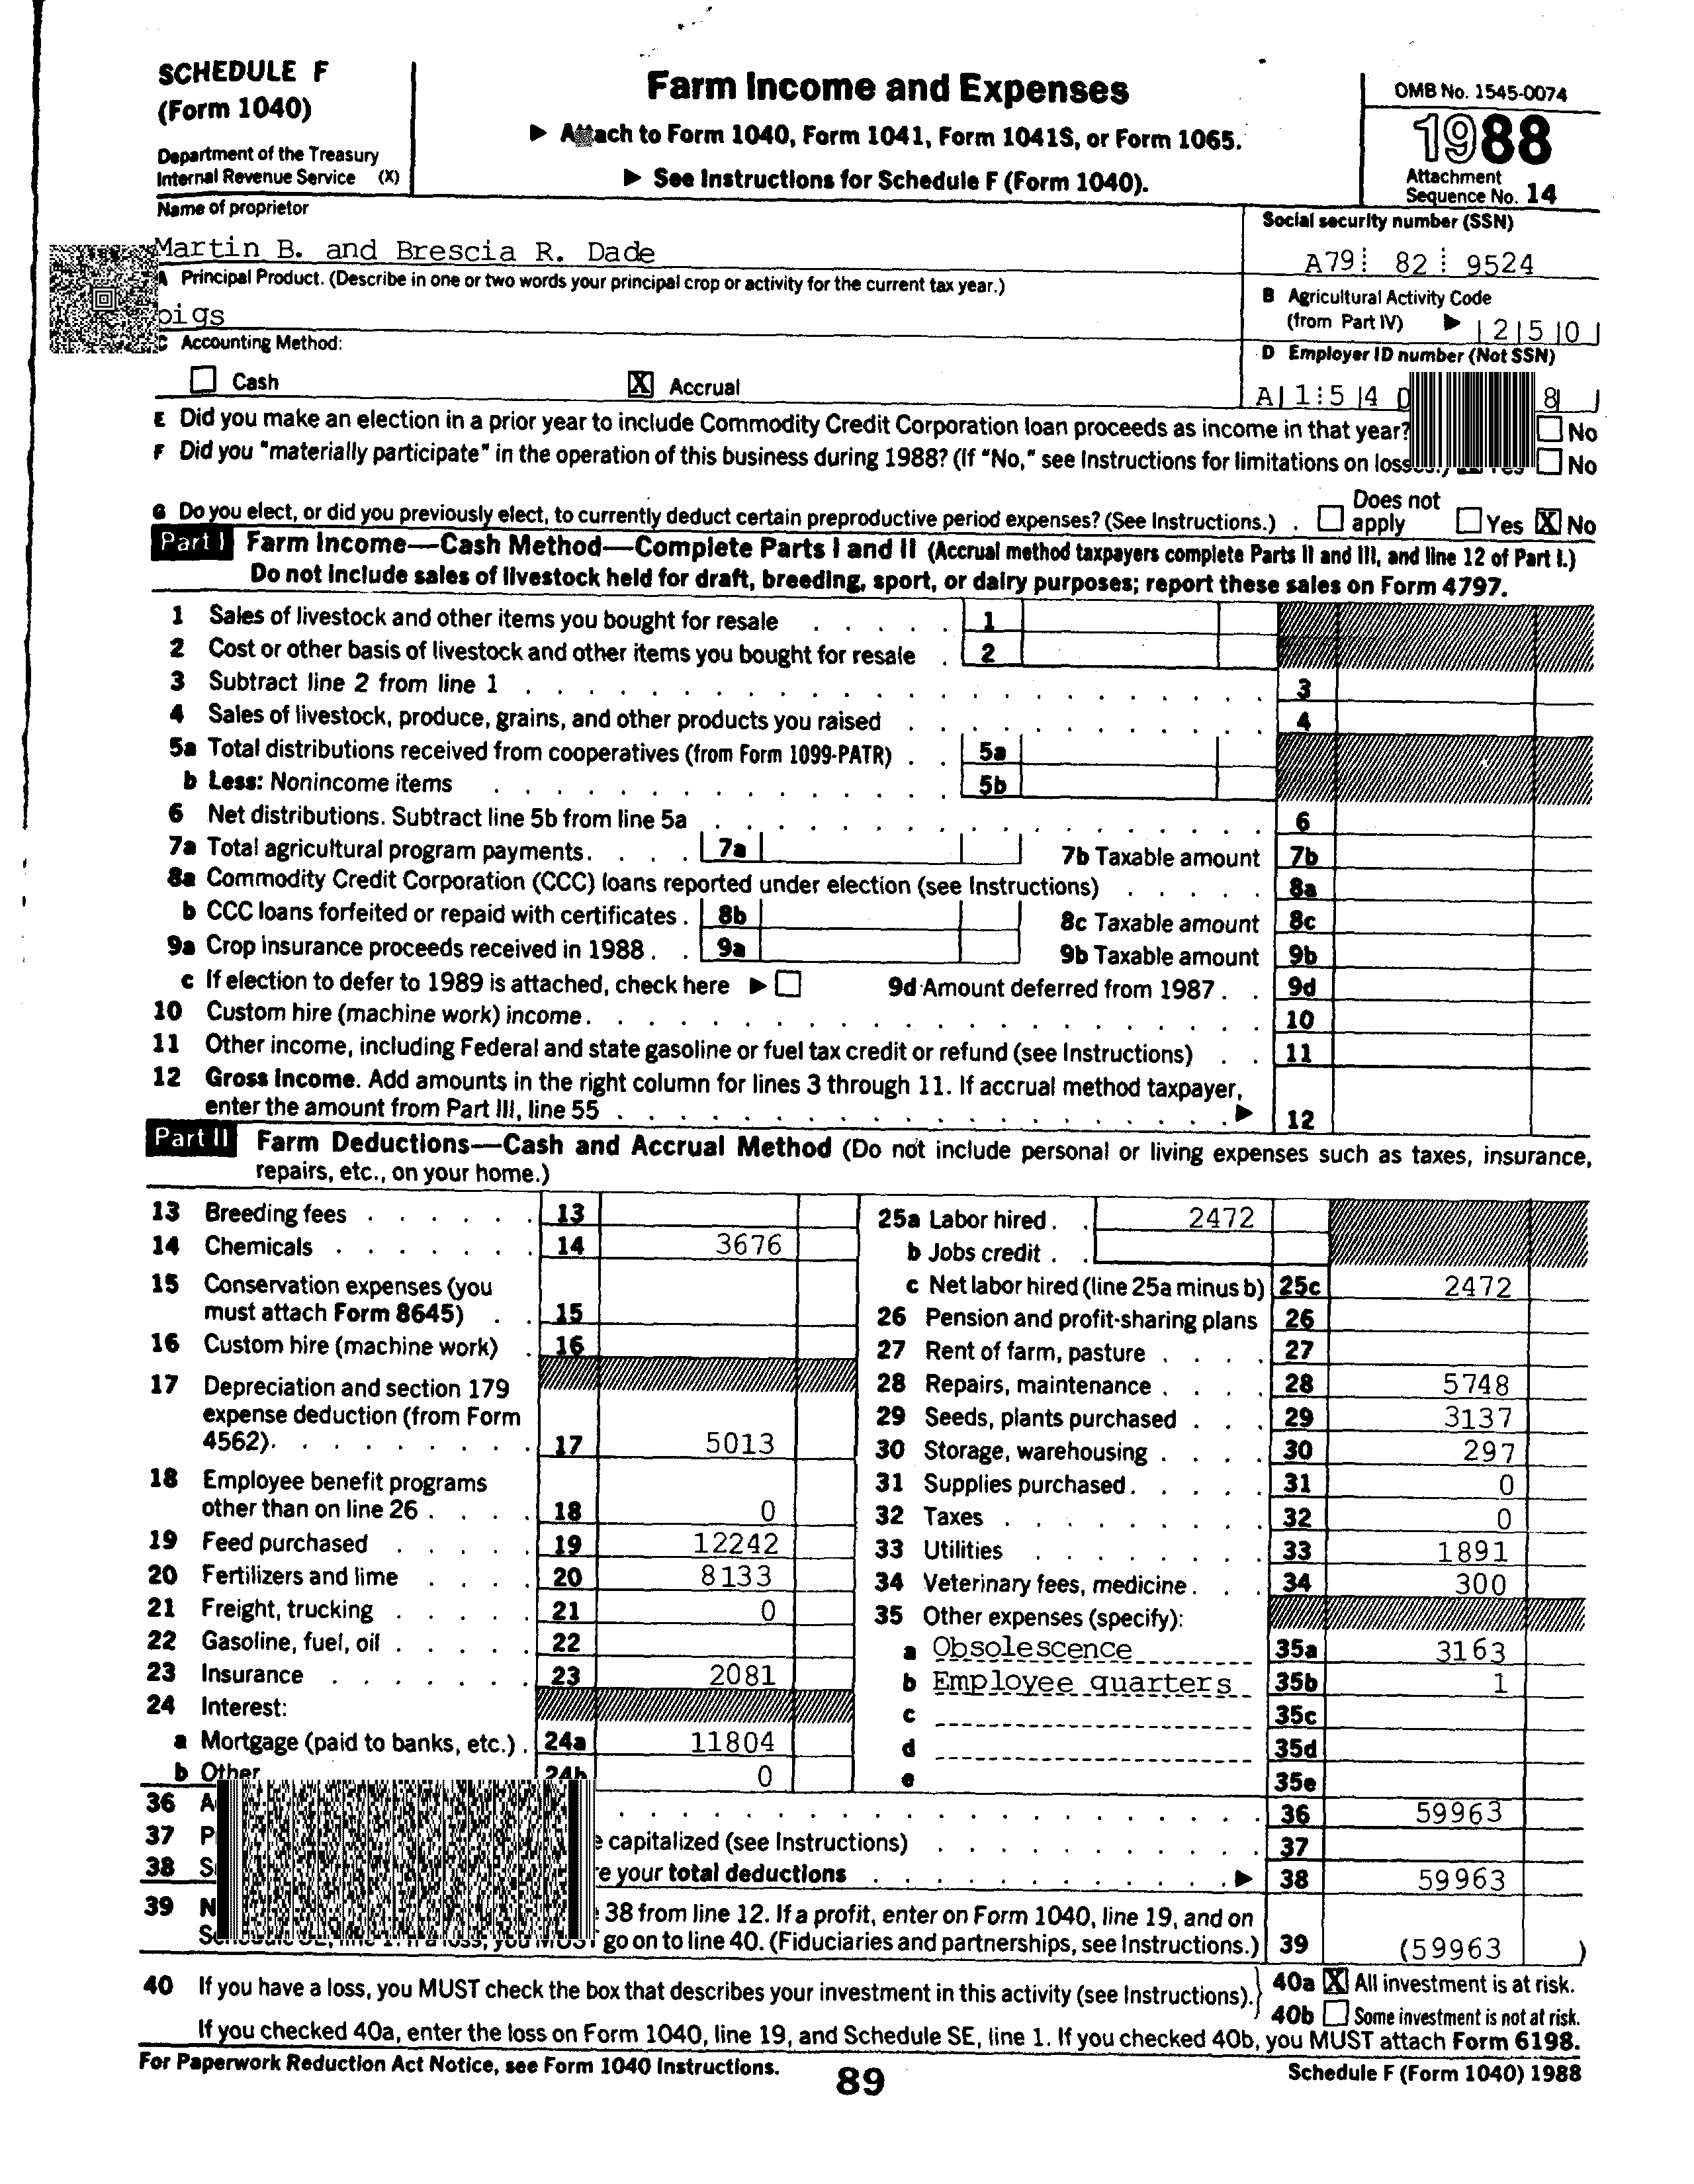 SCHEDULE F
(Form 1040)
Department of the Treasury
Internal Revenue Service (X)
Farm Income and Expenses
▶ Attach to Form 1040, Form 1041, Form 1041S, or Form 1065.
▶ See Instructions for Schedule F (Form 1040).
OMB No. 1545-0074
1988
Attachment
Sequence No. 14
Name of proprietor
Martin B. and Brescia R. Dade
Social security number (SSN)
A79 82 9524
A Principal Product. (Describe in one or two words your principal crop or activity for the current tax year.)
pigs
B Agricultural Activity Code
(from Part IV) ▶ | 2 | 5 | 0 |
C Accounting Method:
☐ Cash ☒ Accrual
D Employer ID number (Not SSN)
A 1 5 4 0 8
E Did you make an election in a prior year to include Commodity Credit Corporation loan proceeds as income in that year? ☐ No
F Did you "materially participate" in the operation of this business during 1988? (If "No," see Instructions for limitations on Yes ☐ No
G Do you elect, or did you previously elect, to currently deduct certain preproductive period expenses? (See Instructions.) . ☐ Does not apply ☐ Yes ☒ No
Part I Farm Income—Cash Method—Complete Parts I and II (Accrual method taxpayers complete Parts II and III, and line 12 of Part I.)
Do not include sales of livestock held for draft, breeding, sport, or dairy purposes; report these sales on Form 4797.
1 Sales of livestock and other items you bought for resale . . . . . 1
2 Cost or other basis of livestock and other items you bought for resale . 2
3 Subtract line 2 from line 1 . . . . . 3
4 Sales of livestock, produce, grains, and other products you raised . . . . . 4
5a Total distributions received from cooperatives (from Form 1099-PATR) . . 5a
b Less: Nonincome items . . . . . 5b
6 Net distributions. Subtract line 5b from line 5a . . . . . 6
7a Total agricultural program payments. . . . . 7a 7b Taxable amount 7b
8a Commodity Credit Corporation (CCC) loans reported under election (see Instructions) . . . . . 8a
b CCC loans forfeited or repaid with certificates . 8b 8c Taxable amount 8c
9a Crop insurance proceeds received in 1988 . . 9a 9b Taxable amount 9b
c If election to defer to 1989 is attached, check here ▶ ☐ 9d Amount deferred from 1987 . . 9d
10 Custom hire (machine work) income. . . . . 10
11 Other income, including Federal and state gasoline or fuel tax credit or refund (see Instructions) . . 11
12 Gross income. Add amounts in the right column for lines 3 through 11. If accrual method taxpayer,
enter the amount from Part III, line 55 . . . . . ▶ 12
Part II Farm Deductions—Cash and Accrual Method (Do not include personal or living expenses such as taxes, insurance,
repairs, etc., on your home.)
13 Breeding fees . . . . . . 13
14 Chemicals . . . . . . . 14 3676
15 Conservation expenses (you
must attach Form 8645) . . 15
16 Custom hire (machine work) . 16
17 Depreciation and section 179
expense deduction (from Form
4562). . . . . . . . . 17 5013
18 Employee benefit programs
other than on line 26 . . . . 18 0
19 Feed purchased . . . . . 19 12242
20 Fertilizers and lime . . . . 20 8133
21 Freight, trucking . . . . . 21 0
22 Gasoline, fuel, oil . . . . . 22
23 Insurance . . . . . . . 23 2081
24 Interest:
a Mortgage (paid to banks, etc.) . 24a 11804
b Other 24b 0
25a Labor hired . . 2472
b Jobs credit . .
c Net labor hired (line 25a minus b) 25c 2472
26 Pension and profit-sharing plans 26
27 Rent of farm, pasture . . . . 27
28 Repairs, maintenance . . . . 28 5748
29 Seeds, plants purchased . . . 29 3137
30 Storage, warehousing . . . . 30 297
31 Supplies purchased . . . . . 31 0
32 Taxes . . . . . . . . . 32 0
33 Utilities . . . . . . . . 33 1891
34 Veterinary fees, medicine . . . 34 300
35 Other expenses (specify):
a Obsolescence 35a 3163
b Employee quarters 35b 1
c 35c
d 35d
e 35e
36 A . . . . . 36 59963
37 P e capitalized (see Instructions) . . . . . 37
38 S e your total deductions . . . . . ▶ 38 59963
39 N 38 from line 12. If a profit, enter on Form 1040, line 19, and on
go on to line 40. (Fiduciaries and partnerships, see Instructions.) 39 (59963 )
40 If you have a loss, you MUST check the box that describes your investment in this activity (see Instructions). 40a ☒ All investment is at risk.
40b ☐ Some investment is not at risk.
If you checked 40a, enter the loss on Form 1040, line 19, and Schedule SE, line 1. If you checked 40b, you MUST attach Form 6198.
For Paperwork Reduction Act Notice, see Form 1040 Instructions.
89
Schedule F (Form 1040) 1988